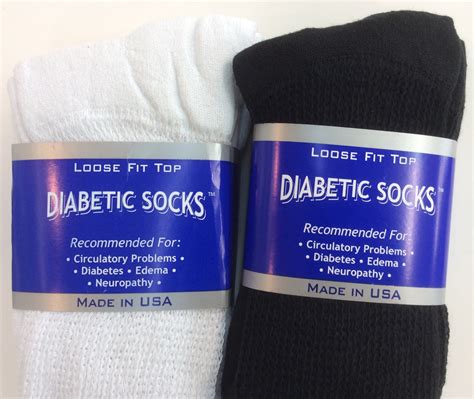 LOOSE FIT TOP
DIABETIC SOCKS™
Recommended For:
• Circulatory Problems •
• Diabetes • Edema •
Neuropathy •
MADE IN USA
LOOSE FIT TOP
DIABETIC SOCKS™
Recommended For:
• Circulatory Problems
• Diabetes • Edema •
Neuropathy •
MADE IN USA